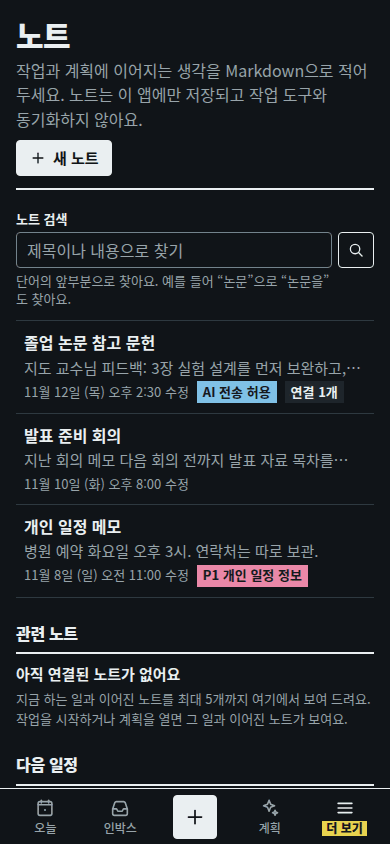 노트
작업과 계획에 이어지는 생각을 Markdown으로 적어
두세요. 노트는 이 앱에만 저장되고 작업 도구와
동기화하지 않아요.
+ 새 노트
노트 검색
제목이나 내용으로 찾기
단어의 앞부분으로 찾아요. 예를 들어 “논문”으로 “논문을”
도 찾아요.
졸업 논문 참고 문헌
지도 교수님 피드백: 3장 실험 설계를 먼저 보완하고,…
11월 12일 (목) 오후 2:30 수정 AI 전송 허용 연결 1개
발표 준비 회의
지난 회의 메모 다음 회의 전까지 발표 자료 목차를…
11월 10일 (화) 오후 8:00 수정
개인 일정 메모
병원 예약 화요일 오후 3시. 연락처는 따로 보관.
11월 8일 (일) 오전 11:00 수정 P1 개인 일정 정보
관련 노트
아직 연결된 노트가 없어요
지금 하는 일과 이어진 노트를 최대 5개까지 여기에서 보여 드려요.
작업을 시작하거나 계획을 열면 그 일과 이어진 노트가 보여요.
다음 일정
오늘 인박스 계획 더 보기